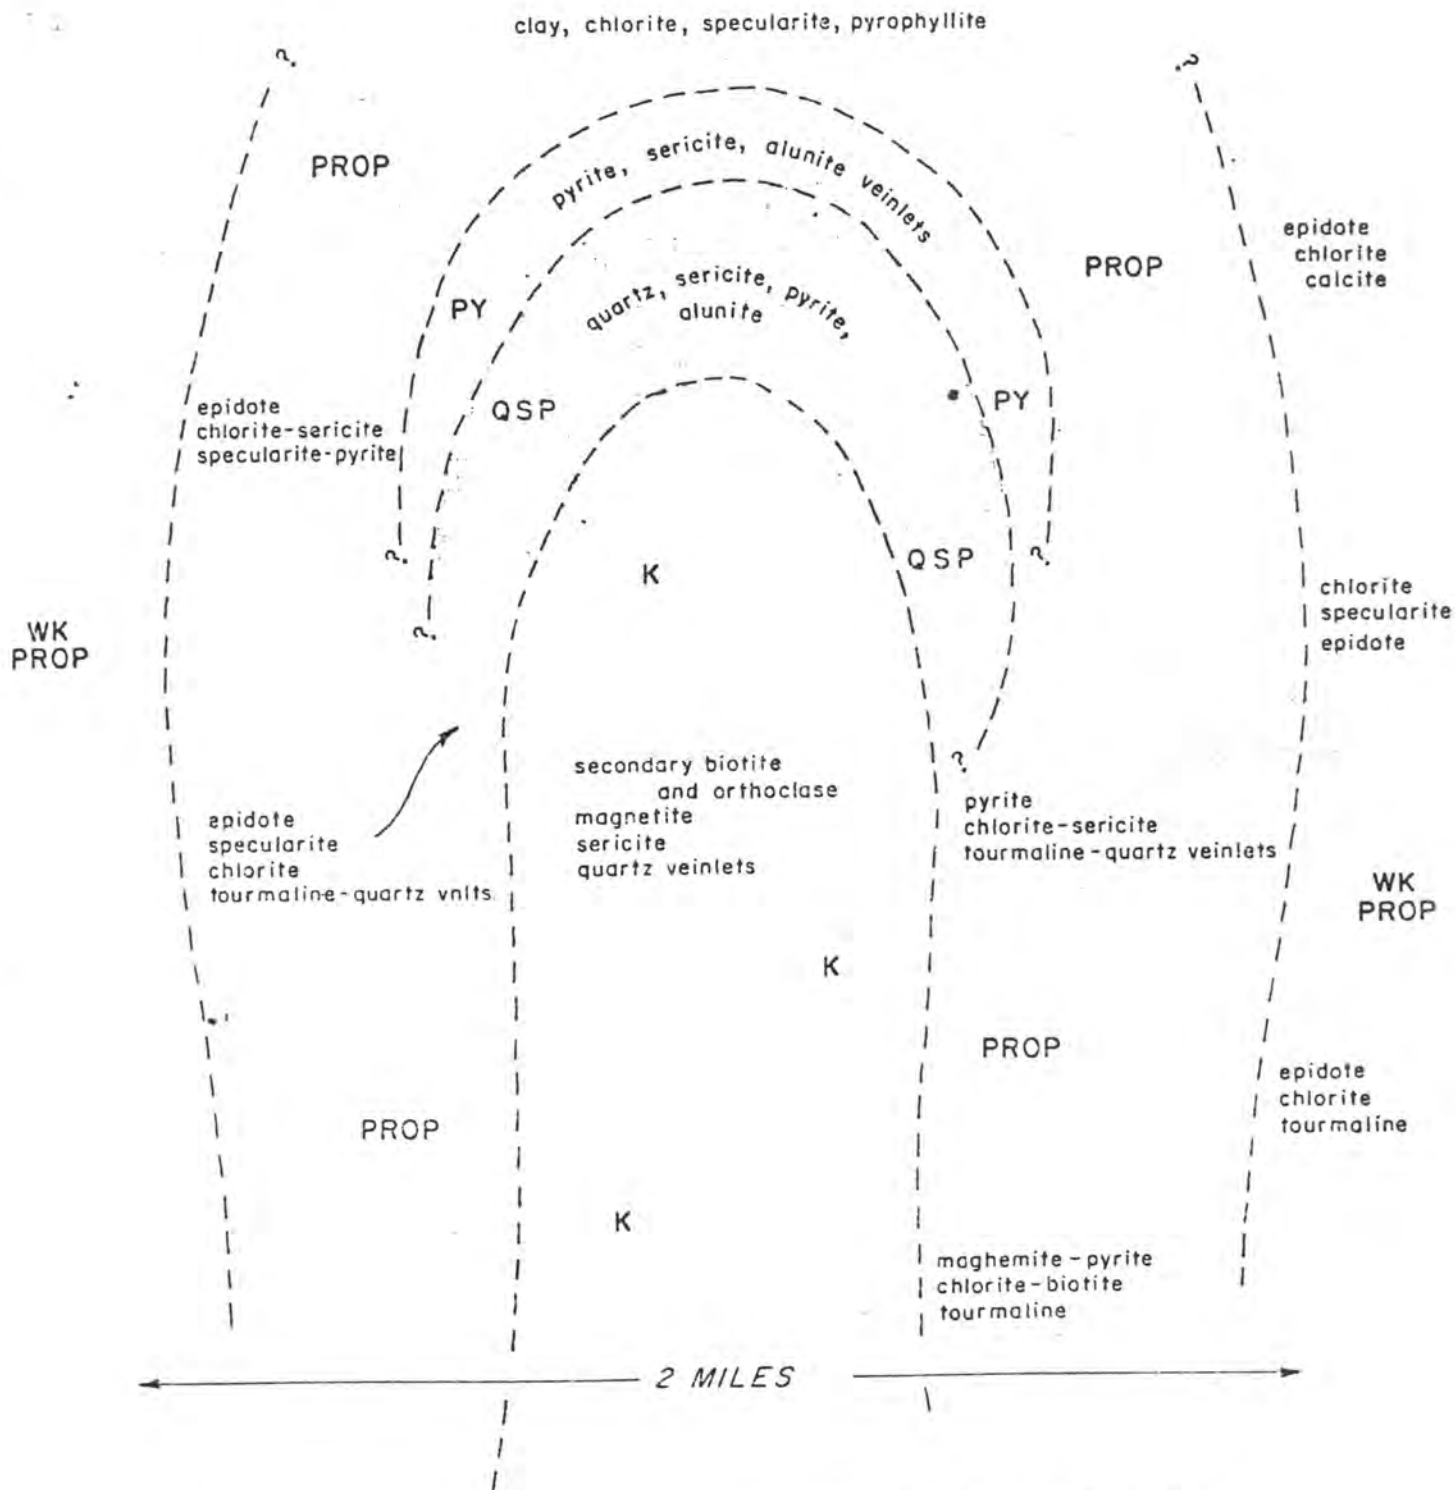 clay, chlorite, specularite, pyrophyllite
?
?
PROP
pyrite, sericite, alunite veinlets
epidote
chlorite
calcite
PROP
PY
quartz, sericite, pyrite,
alunite
QSP
PY
epidote
chlorite-sericite
specularite-pyrite
?
?
K
QSP
?
WK
PROP
chlorite
specularite
epidote
?
secondary biotite
and orthoclase
magnetite
sericite
quartz veinlets
epidote
specularite
chlorite
tourmaline-quartz vnlts.
pyrite
chlorite-sericite
tourmaline-quartz veinlets
WK
PROP
K
PROP
epidote
chlorite
tourmaline
PROP
K
maghemite-pyrite
chlorite-biotite
tourmaline
2 MILES